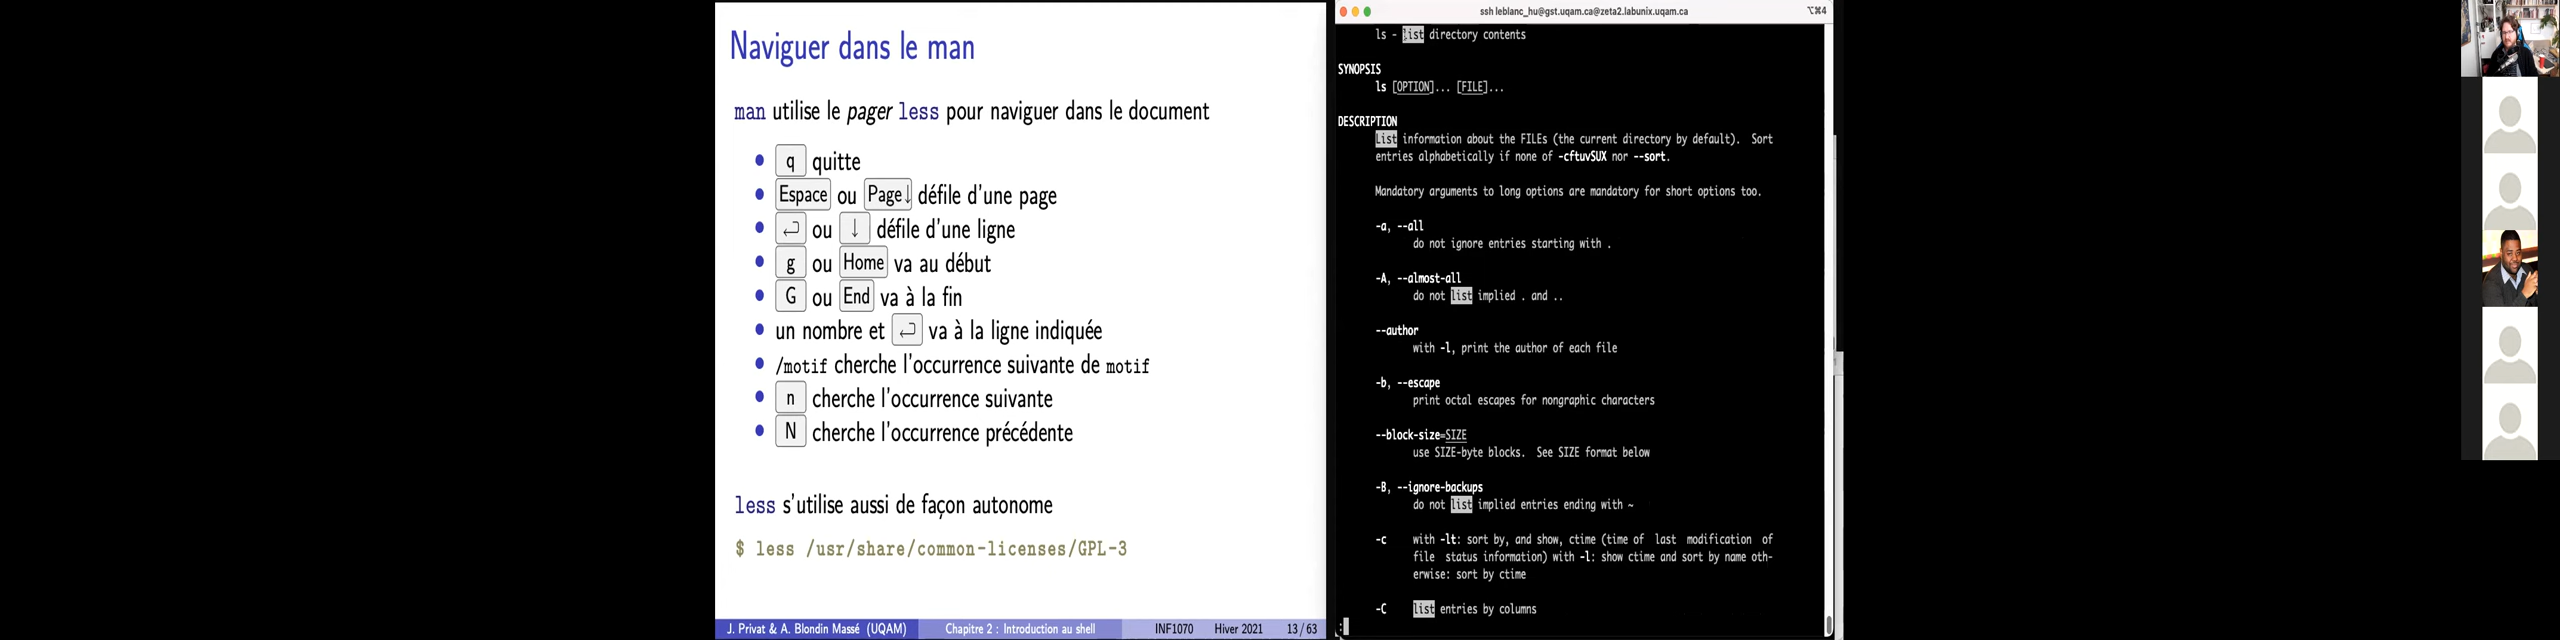 Naviguer dans le man
man utilise le pager less pour naviguer dans le document
• q quitte
• Espace ou Page↓ défile d'une page
• ↵ ou ↓ défile d'une ligne
• g ou Home va au début
• G ou End va à la fin
• un nombre et ↵ va à la ligne indiquée
• /motif cherche l'occurrence suivante de motif
• n cherche l'occurrence suivante
• N cherche l'occurrence précédente
less s'utilise aussi de façon autonome
$ less /usr/share/common-licenses/GPL-3
J. Privat & A. Blondin Massé (UQAM) Chapitre 2 : Introduction au shell INF1070 Hiver 2021 13 / 63
ssh leblanc_hu@gst.uqam.ca@zeta2.labunix.uqam.ca ⌥⌘4
ls - list directory contents
SYNOPSIS
ls [OPTION]... [FILE]...
DESCRIPTION
List information about the FILEs (the current directory by default). Sort
entries alphabetically if none of -cftuvSUX nor --sort.
Mandatory arguments to long options are mandatory for short options too.
-a, --all
do not ignore entries starting with .
-A, --almost-all
do not list implied . and ..
--author
with -l, print the author of each file
-b, --escape
print octal escapes for nongraphic characters
--block-size=SIZE
use SIZE-byte blocks. See SIZE format below
-B, --ignore-backups
do not list implied entries ending with ~
-c with -lt: sort by, and show, ctime (time of last modification of
file status information) with -l: show ctime and sort by name oth-
erwise: sort by ctime
-C list entries by columns
: